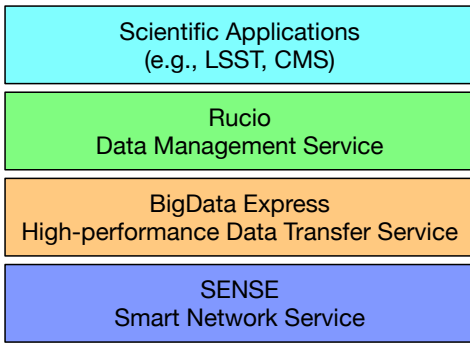 Scientific Applications
(e.g., LSST, CMS)
Rucio
Data Management Service
BigData Express
High-performance Data Transfer Service
SENSE
Smart Network Service